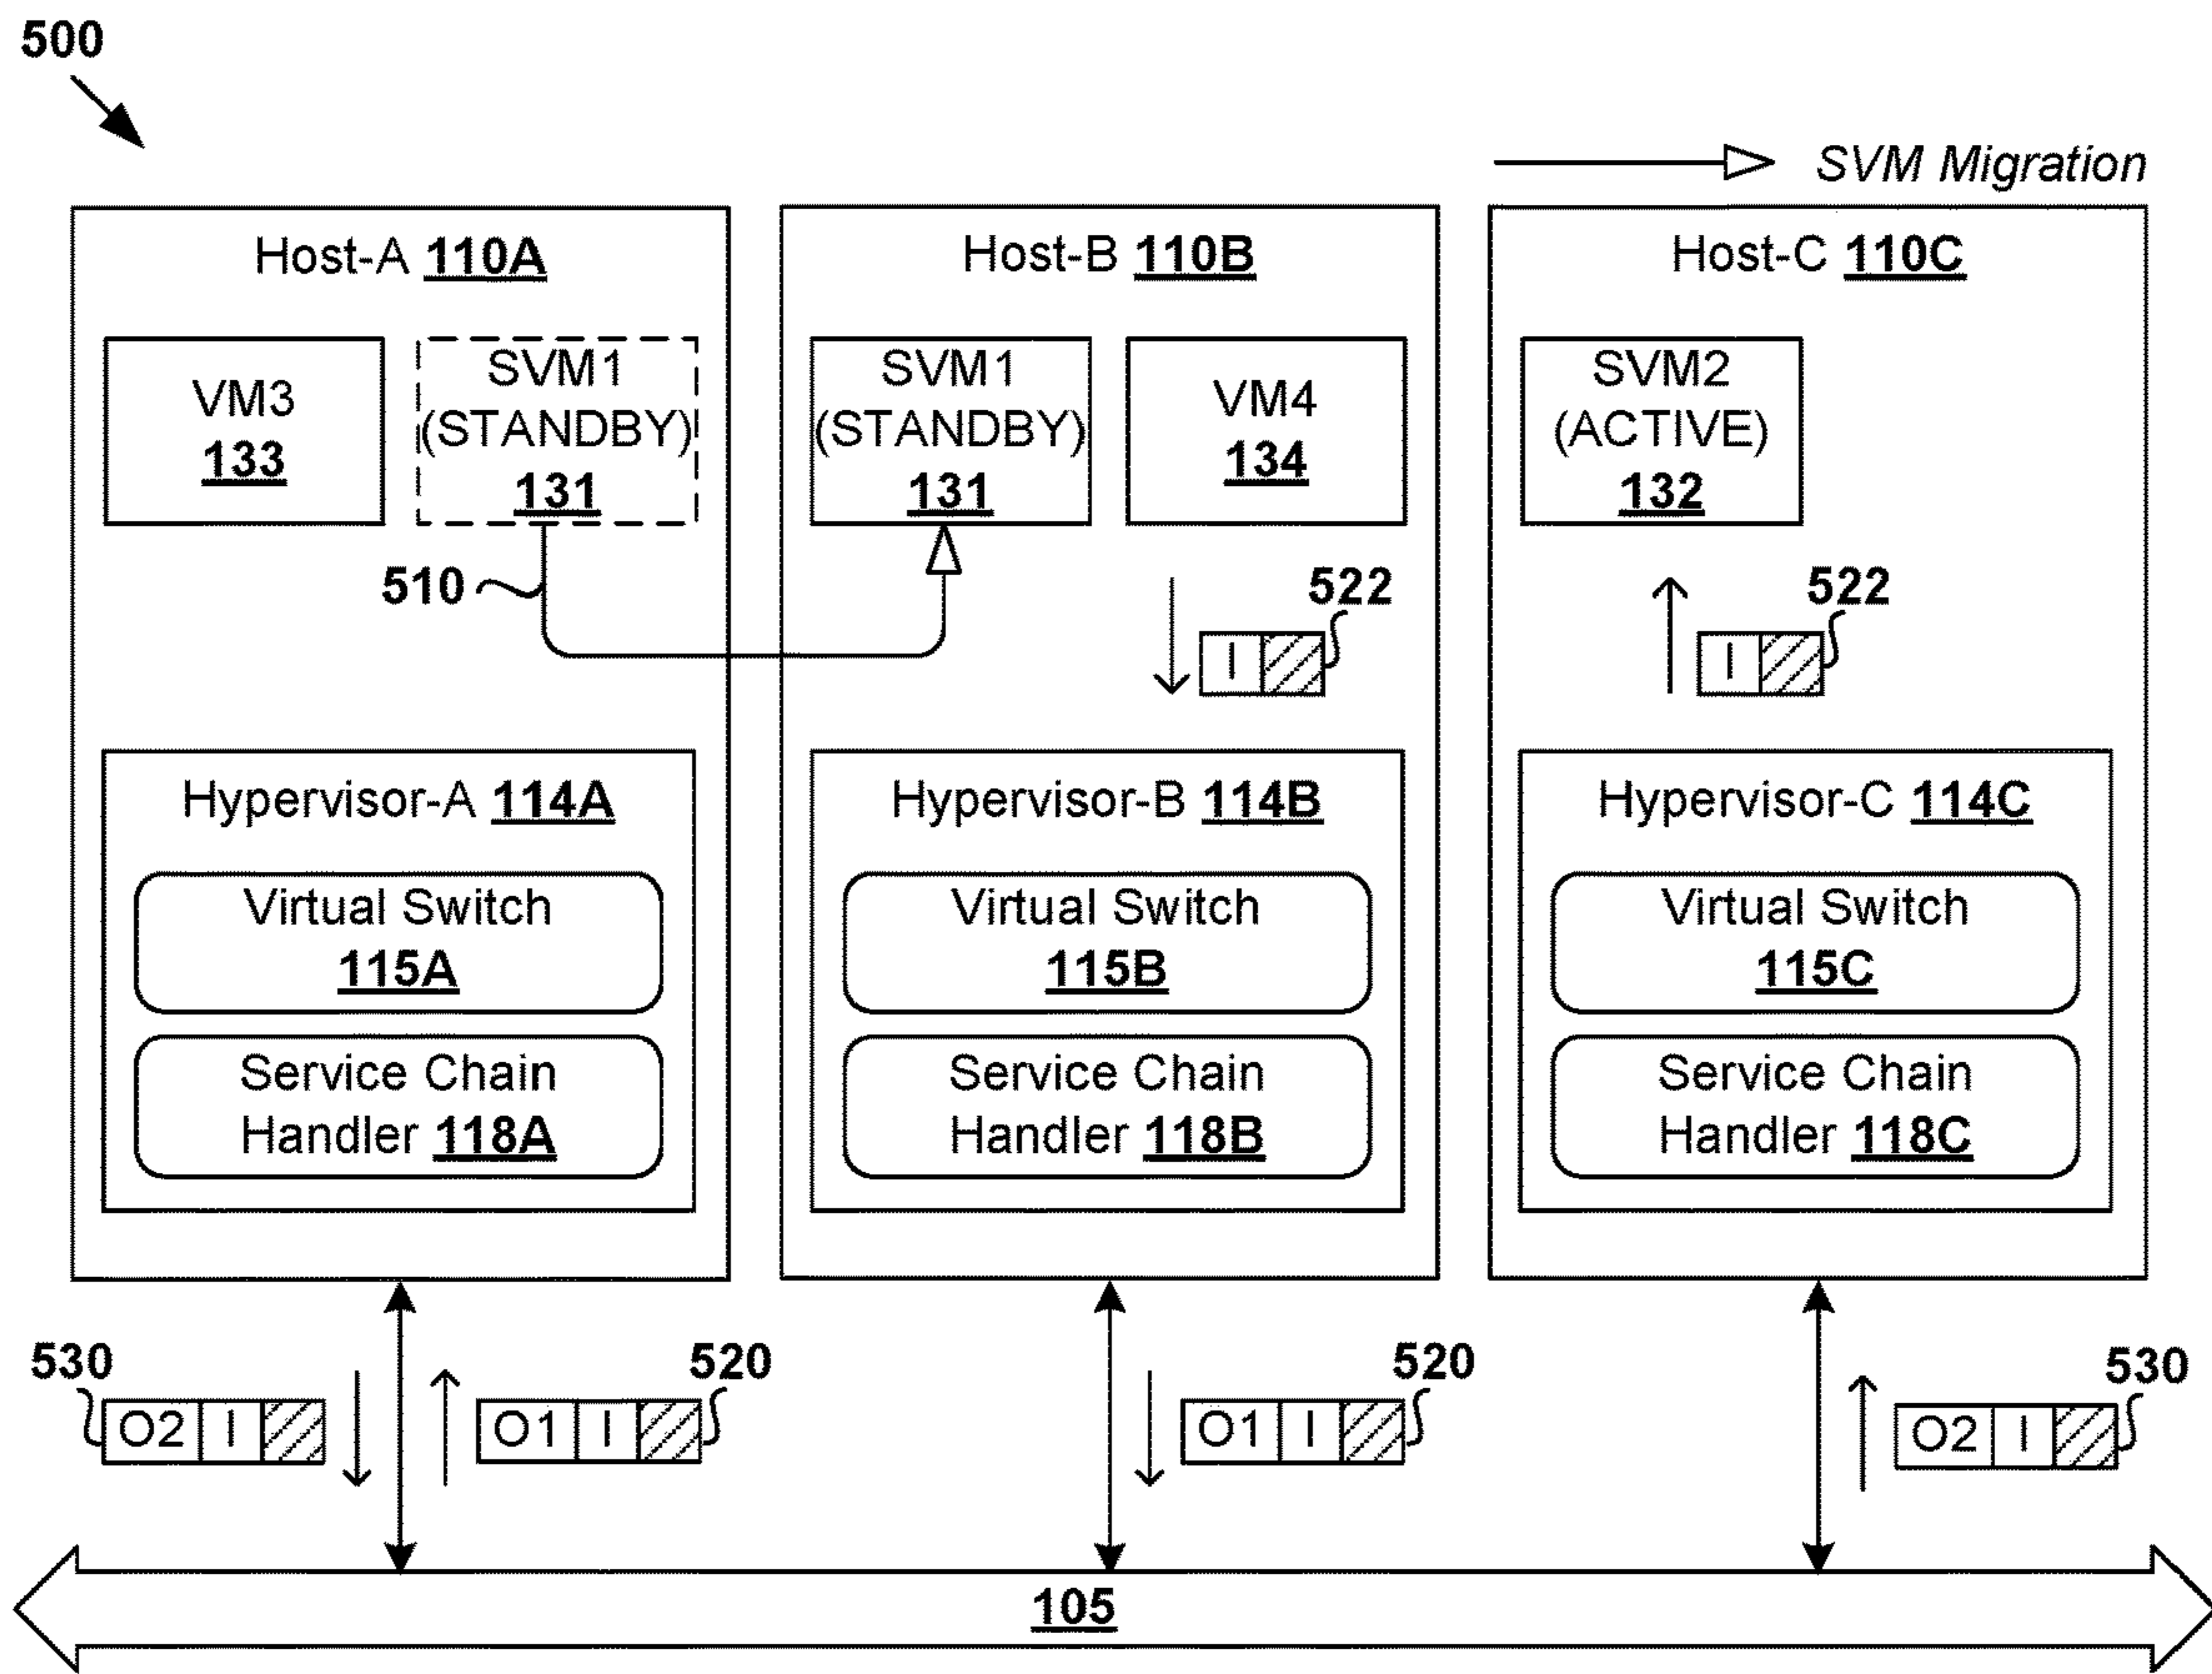 500
SVM Migration
Host-A 110A
VM3
133
SVM1
(STANDBY)
131
510
Hypervisor-A 114A
Virtual Switch
115A
Service Chain
Handler 118A
Host-B 110B
SVM1
(STANDBY)
131
VM4
134
522
I
Hypervisor-B 114B
Virtual Switch
115B
Service Chain
Handler 118B
Host-C 110C
SVM2
(ACTIVE)
132
522
I
Hypervisor-C 114C
Virtual Switch
115C
Service Chain
Handler 118C
530
O2 I
520
O1 I
520
O1 I
530
O2 I
105